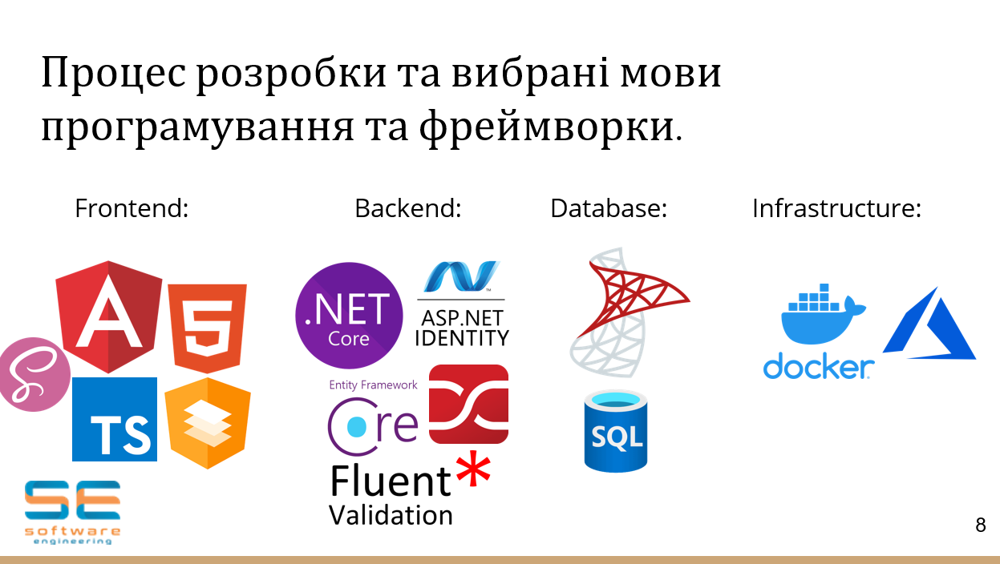 Процес розробки та вибрані мови
програмування та фреймворки.
Frontend:
Backend:
Database:
Infrastructure:
A
5
TS
.NET
Core
TM
ASP.NET
IDENTITY
Entity Framework
Core
Fluent*
Validation
SQL
docker
SE
software
engineering
8